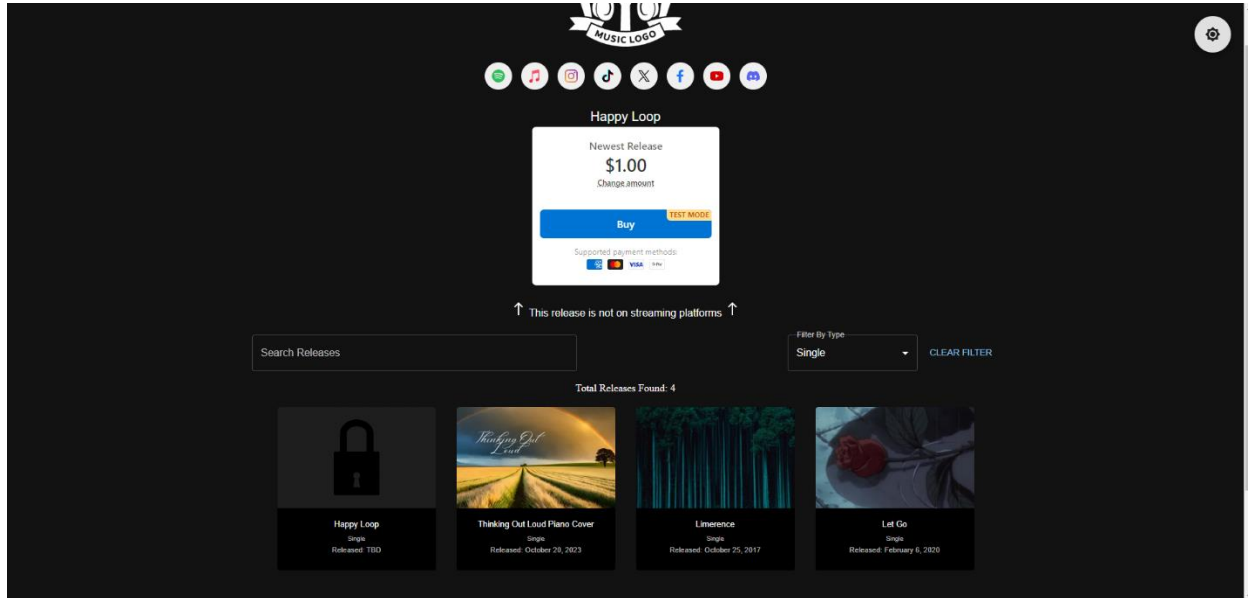 MUSIC LOGO
Happy Loop
Newest Release
$1.00
Change amount
TEST MODE
Buy
Supported payment methods
VISA
↑ This release is not on streaming platforms ↑
Filter By Type
Search Releases
Single
CLEAR FILTER
Total Releases Found: 4
Thinking Out
Loud
Happy Loop
Single
Released: TBD
Thinking Out Loud Piano Cover
Single
Released: October 20, 2023
Limerence
Single
Released: October 25, 2017
Let Go
Single
Released: February 6, 2020